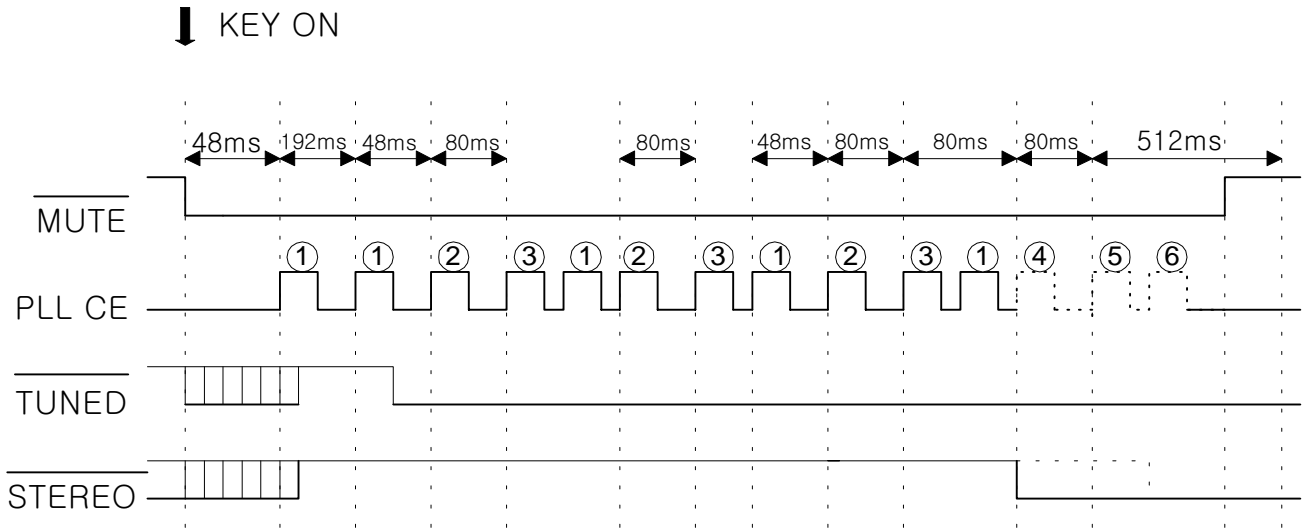 KEY ON
48ms 192ms 48ms 80ms 80ms 48ms 80ms 80ms 80ms 512ms
MUTE
① ① ② ③ ① ② ③ ① ② ③ ① ④ ⑤ ⑥
PLL CE
TUNED
STEREO